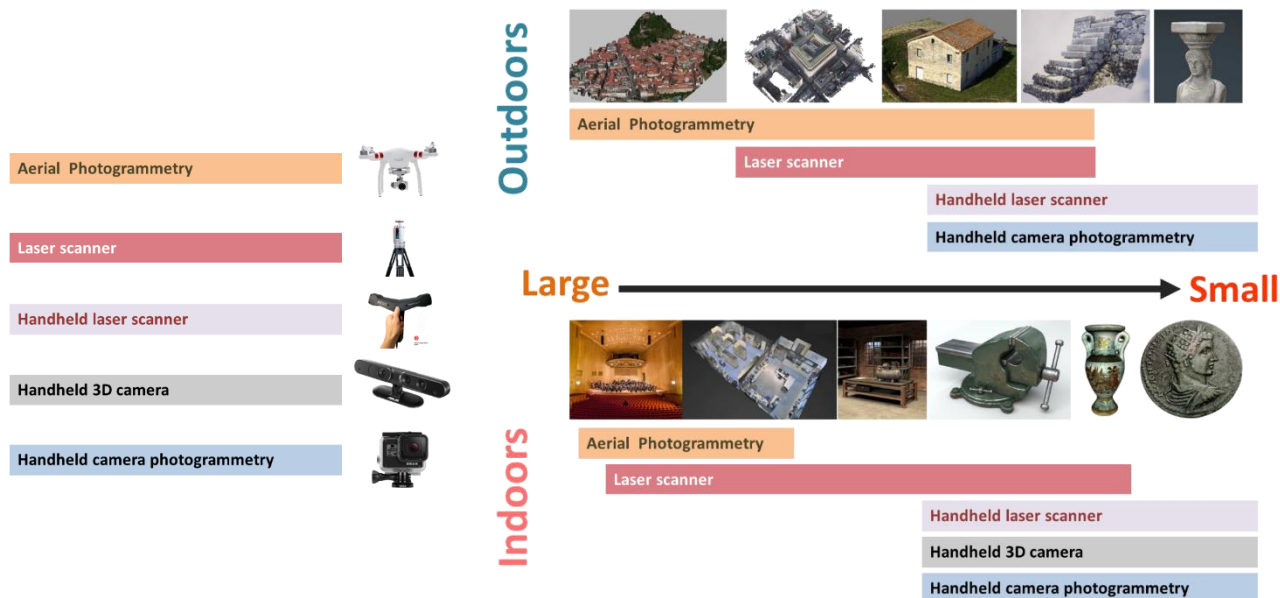 Aerial  Photogrammetry
Laser scanner
Handheld laser scanner
Handheld 3D camera
Handheld camera photogrammetry
Outdoors
Aerial  Photogrammetry
Laser scanner
Handheld laser scanner
Handheld camera photogrammetry
Large
Small
Indoors
Aerial  Photogrammetry
Laser scanner
Handheld laser scanner
Handheld 3D camera
Handheld camera photogrammetry